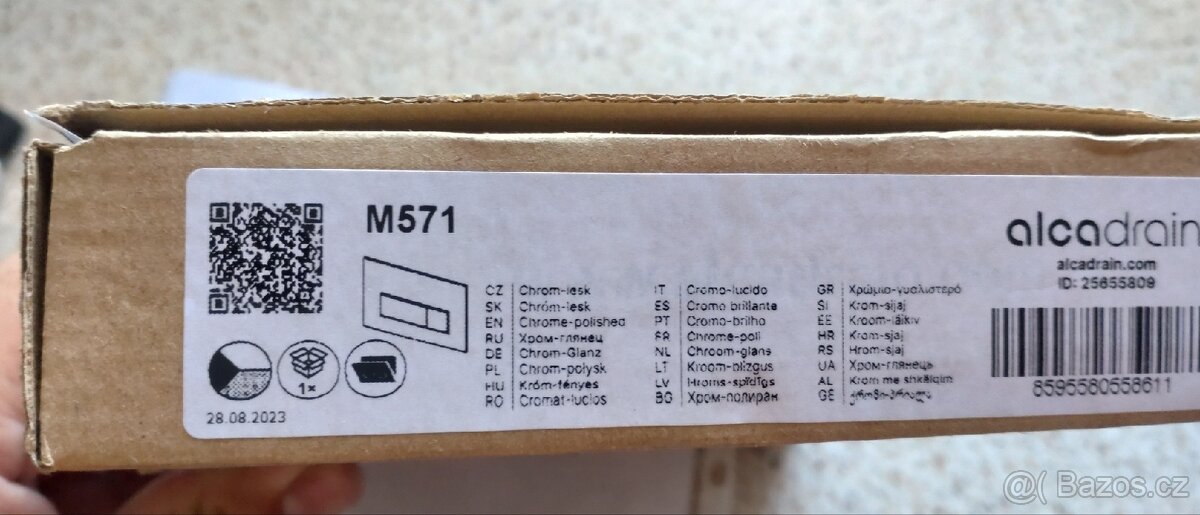 M571
alcadrain
alcadrain.com
ID: 25655809
CZ Chrom-lesk
SK Chróm-lesk
EN Chrome-polished
RU Хром-глянец
DE Chrom-Glanz
PL Chrom-połysk
HU Króm-fényes
RO Cromat-lucios
IT Cromo-lucido
ES Cromo brillante
PT Cromo-brilho
FR Chrome-poli
NL Chroom-glans
LT Kroom-blizgus
LV Hroms-spīdīgs
BG Хром-полиран
GR Χρώμιο-γυαλιστερό
SI Krom-sijaj
EE Kroom-läikiv
HR Krom-sjaj
RS Hrom-sjaj
UA Хром-глянець
AL Krom me shkëlqim
GE
1×
28.08.2023
8595580558611
@( Bazos.cz